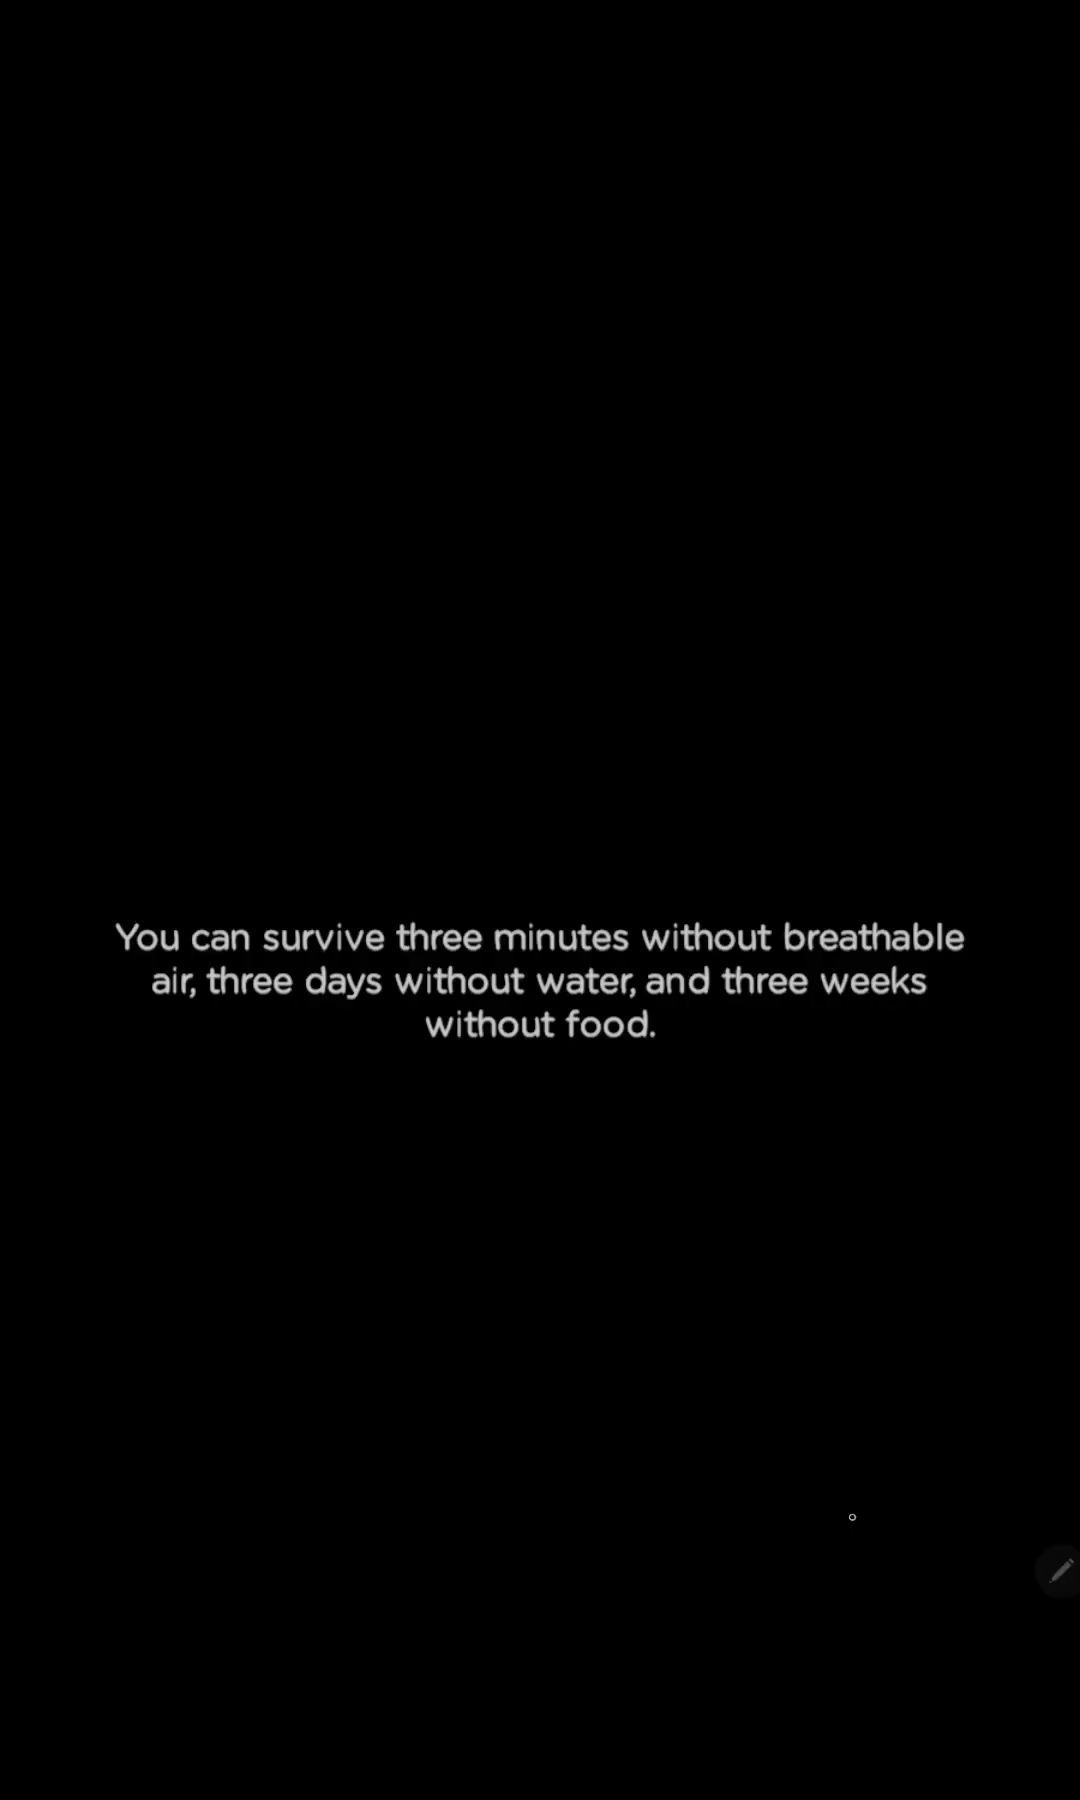 You can survive three minutes without breathable
air, three days without water, and three weeks
without food.